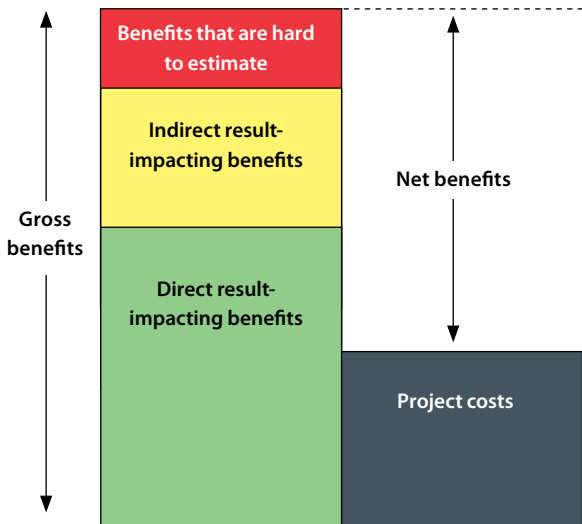 Benefits that are hard
to estimate
Indirect result-
impacting benefits
Net benefits
Gross
benefits
Direct result-
impacting benefits
Project costs